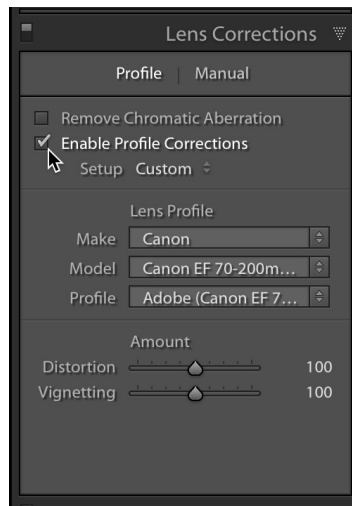 Lens Corrections
Profile | Manual
Remove Chromatic Aberration
Enable Profile Corrections
Setup Custom
Lens Profile
Make Canon
Model Canon EF 70-200m...
Profile Adobe (Canon EF 7...
Amount
Distortion 100
Vignetting 100